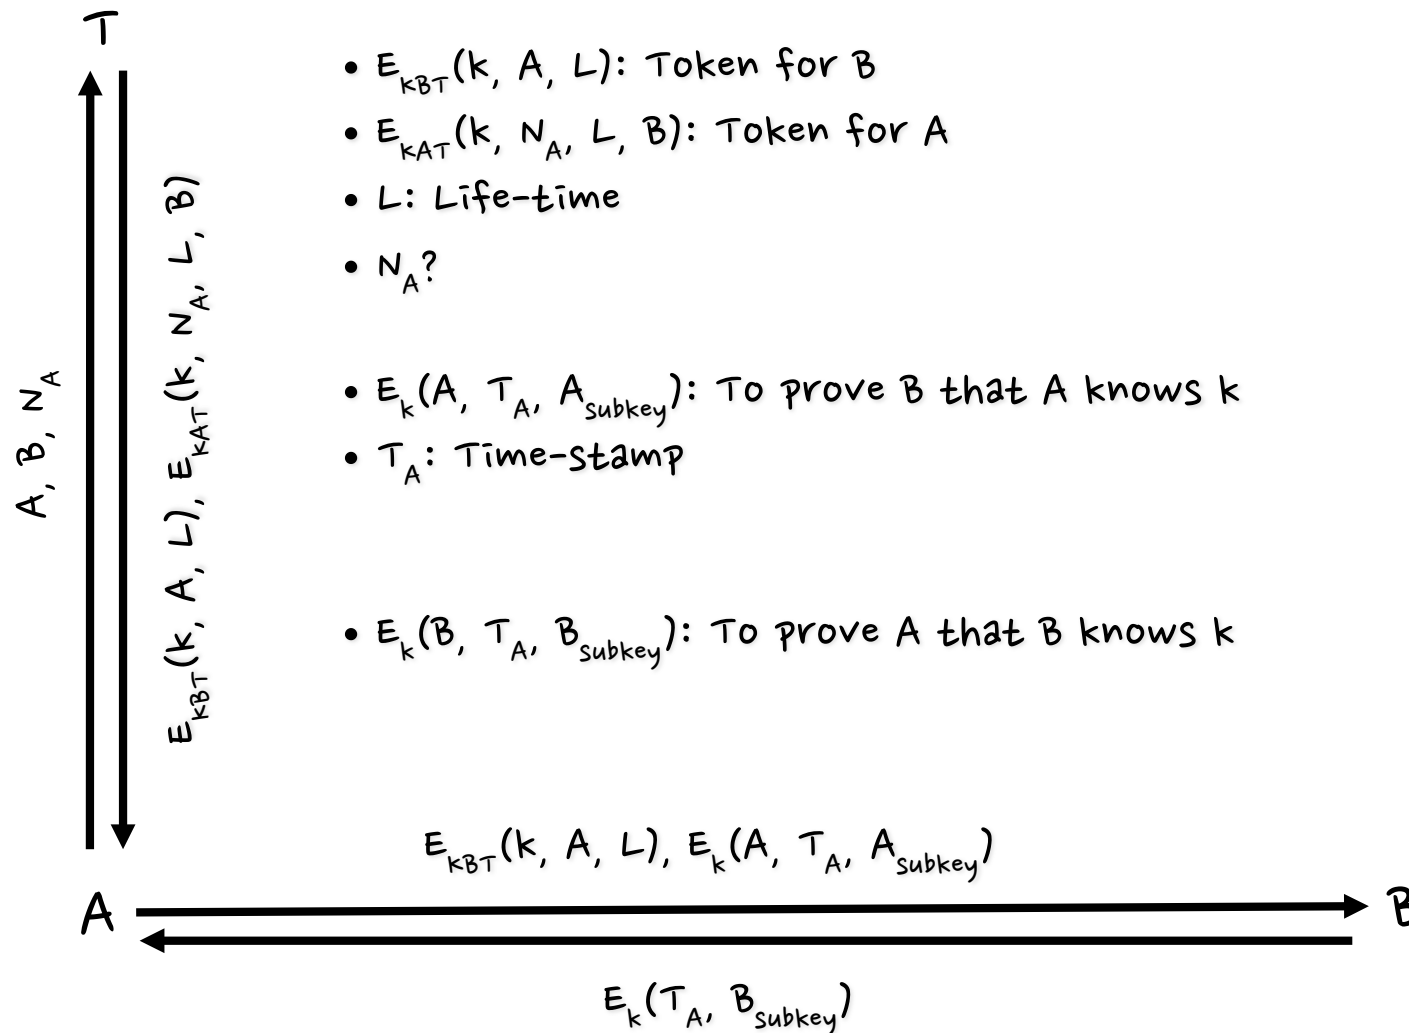 T
• E_kBT(k, A, L): Token for B
• E_kAT(k, N_A, L, B): Token for A
• L: Life-time
• N_A?
• E_k(A, T_A, A_subkey): To prove B that A knows k
• T_A: Time-stamp
• E_k(B, T_A, B_subkey): To prove A that B knows k
A, B, N_A
E_kBT(k, A, L), E_kAT(k, N_A, L, B)
E_kBT(k, A, L), E_k(A, T_A, A_subkey)
A
B
E_k(T_A, B_subkey)